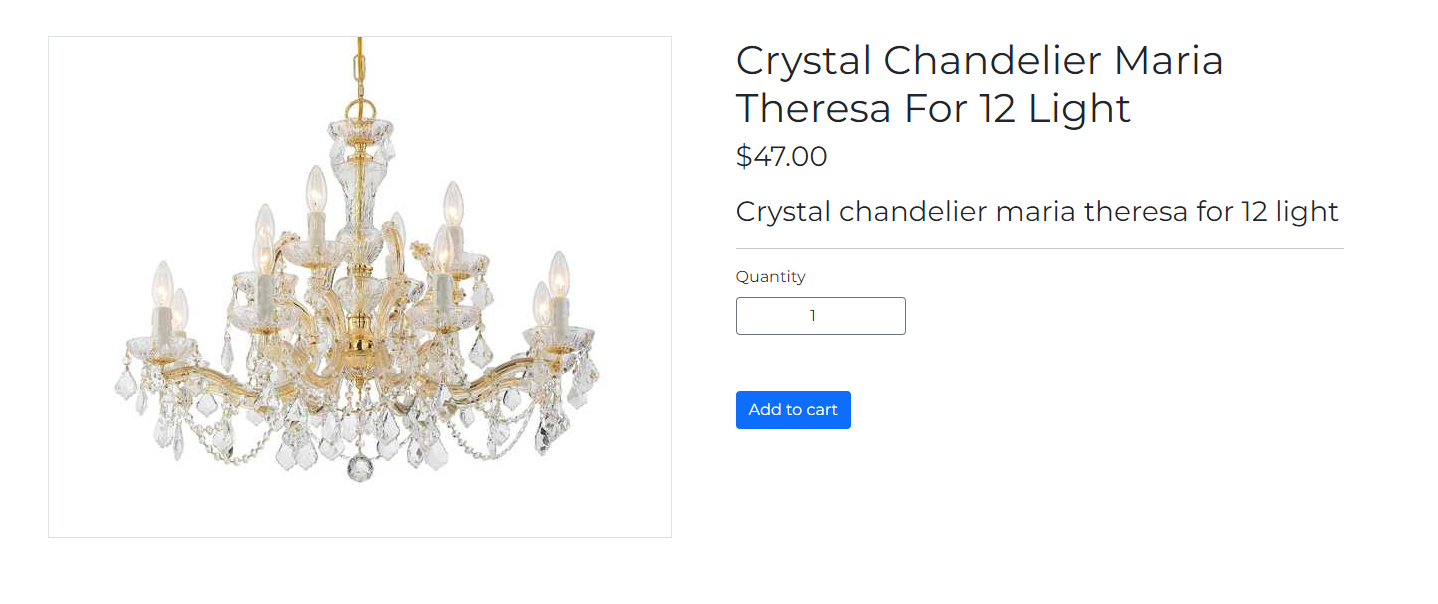 Crystal Chandelier Maria
Theresa For 12 Light
$47.00
Crystal chandelier maria theresa for 12 light
Quantity
1
Add to cart